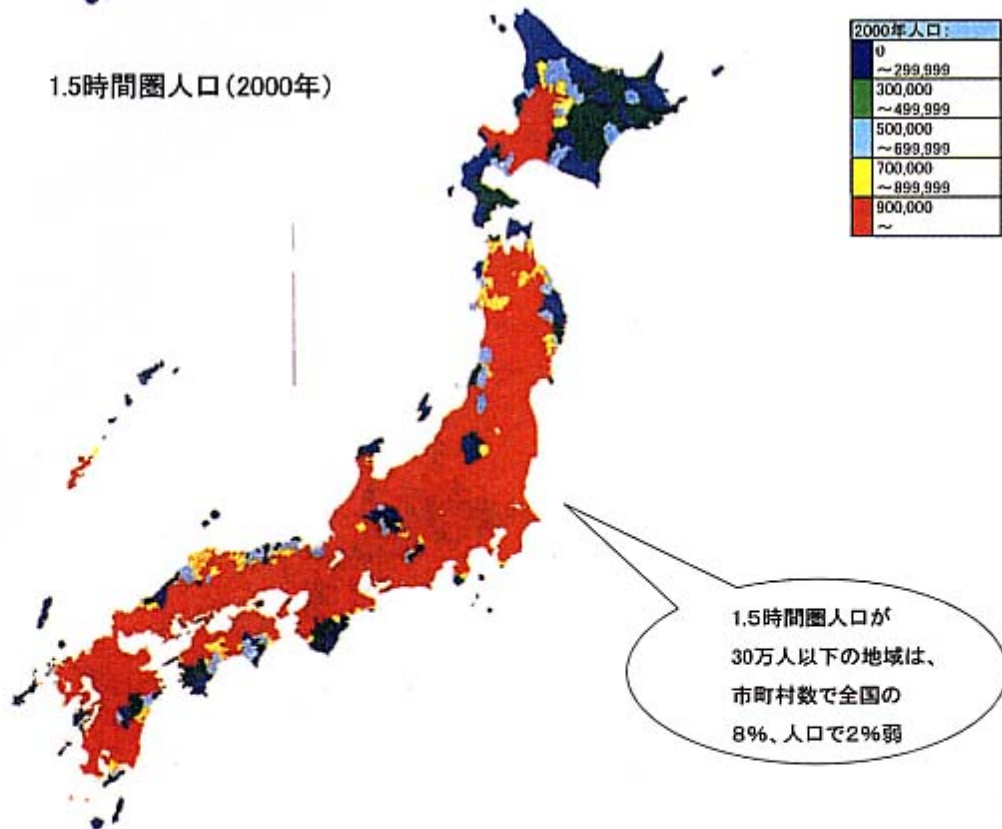 1.5時間圏人口(2000年)
2000年人口:
0
～299,999
300,000
～499,999
500,000
～699,999
700,000
～899,999
900,000
～
1.5時間圏人口が
30万人以下の地域は、
市町村数で全国の
8%、人口で2%弱